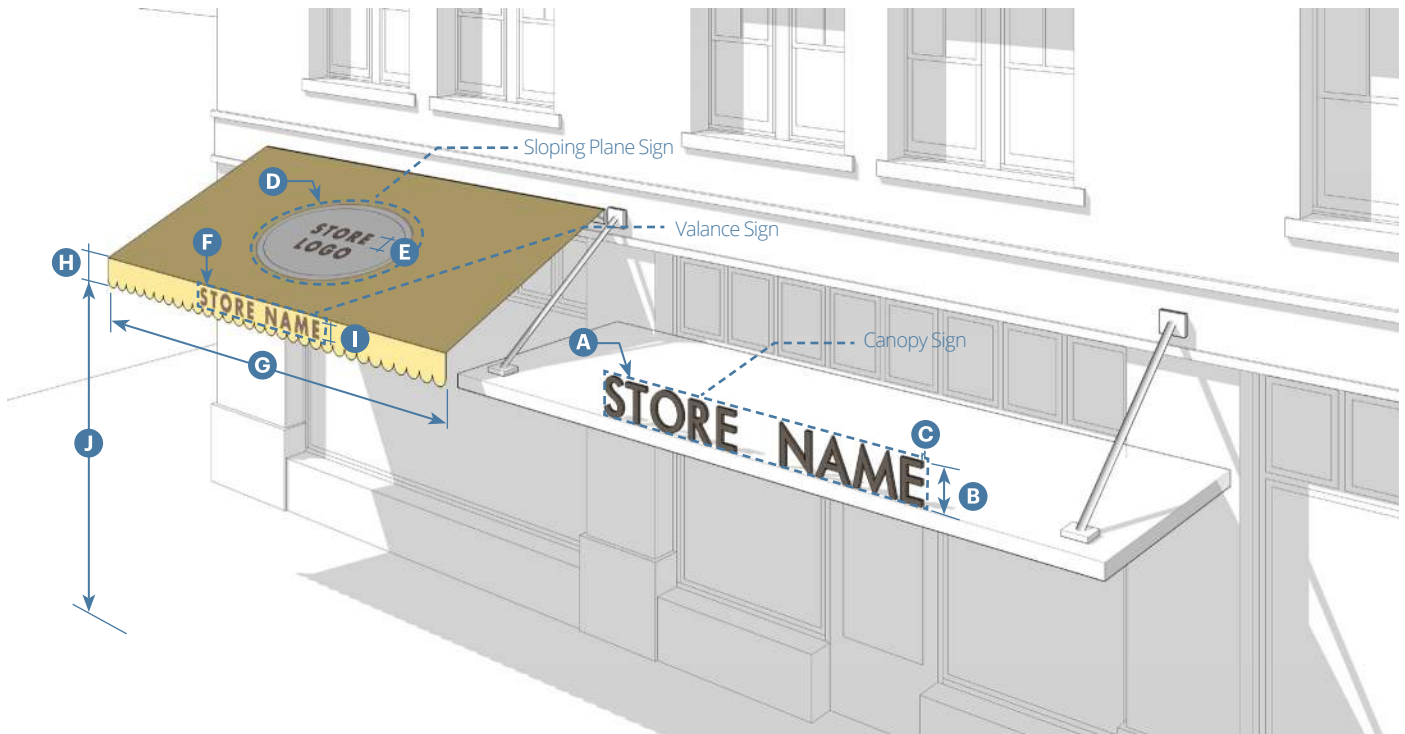 Sloping Plane Sign
D
STORE
LOGO
E
Valance Sign
F
H
STORE NAME
I
G
J
A
Canopy Sign
STORE NAME
C
B